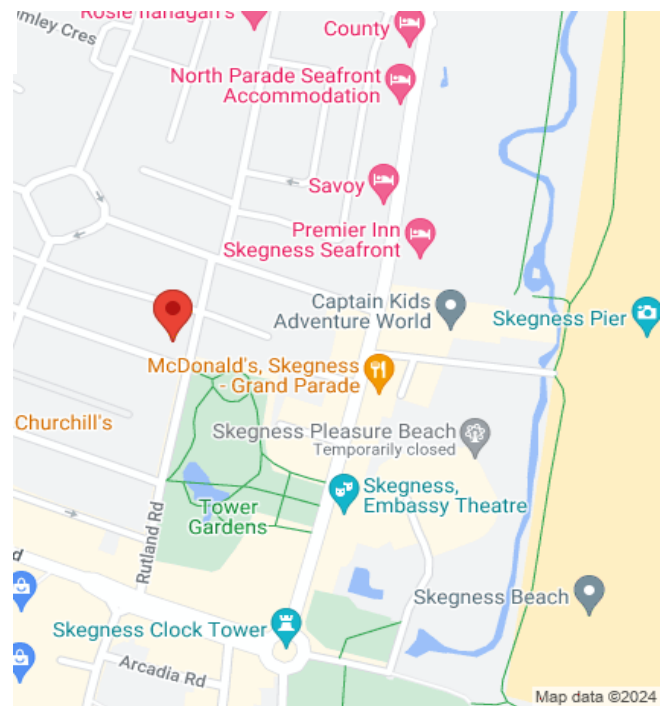 Rosie Flanagan's
mley Cres
County
North Parade Seafront
Accommodation
Savoy
Premier Inn
Skegness Seafront
Captain Kids
Adventure World
Skegness Pier
McDonald's, Skegness
- Grand Parade
Churchill's
Skegness Pleasure Beach
Temporarily closed
Skegness,
Embassy Theatre
Tower
Gardens
Rutland Rd
d
Skegness Beach
Skegness Clock Tower
Arcadia Rd
Map data ©2024